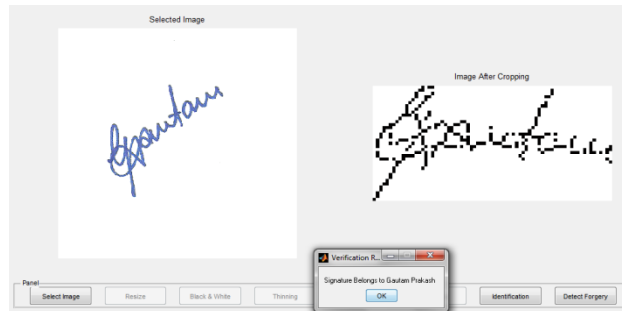 Selected Image
Gautam
Image After Cropping
Verification R...
Signature Belongs to Gautam Prakash
OK
Panel
Select Image
Resize
Black & White
Thinning
Identification
Detect Forgery